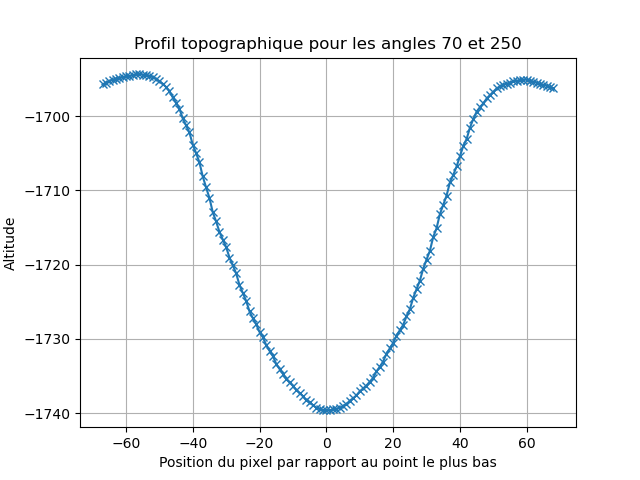 Profil topographique pour les angles 70 et 250
Altitude
−1700
−1710
−1720
−1730
−1740
−60 −40 −20 0 20 40 60
Position du pixel par rapport au point le plus bas